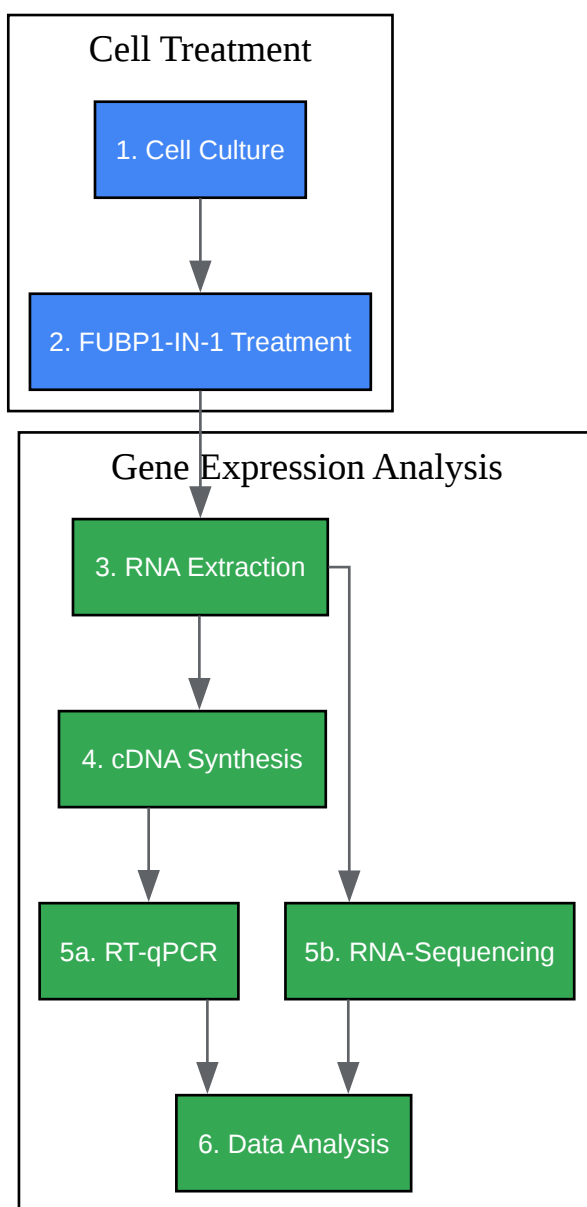 Cell Treatment
1. Cell Culture
2. FUBP1-IN-1 Treatment
Gene Expression Analysis
3. RNA Extraction
4. cDNA Synthesis
5a. RT-qPCR
5b. RNA-Sequencing
6. Data Analysis